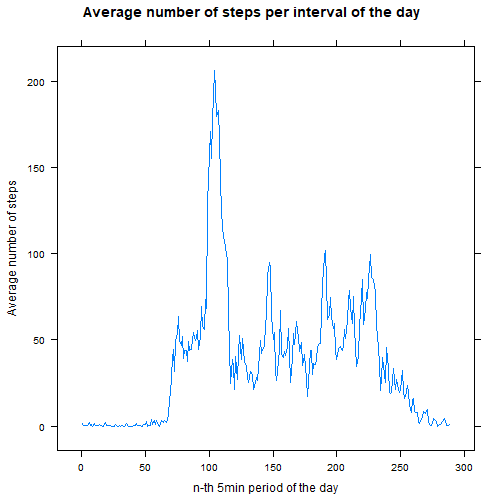 Average number of steps per interval of the day
Average number of steps
200
150
100
50
0
0 50 100 150 200 250 300
n-th 5min period of the day